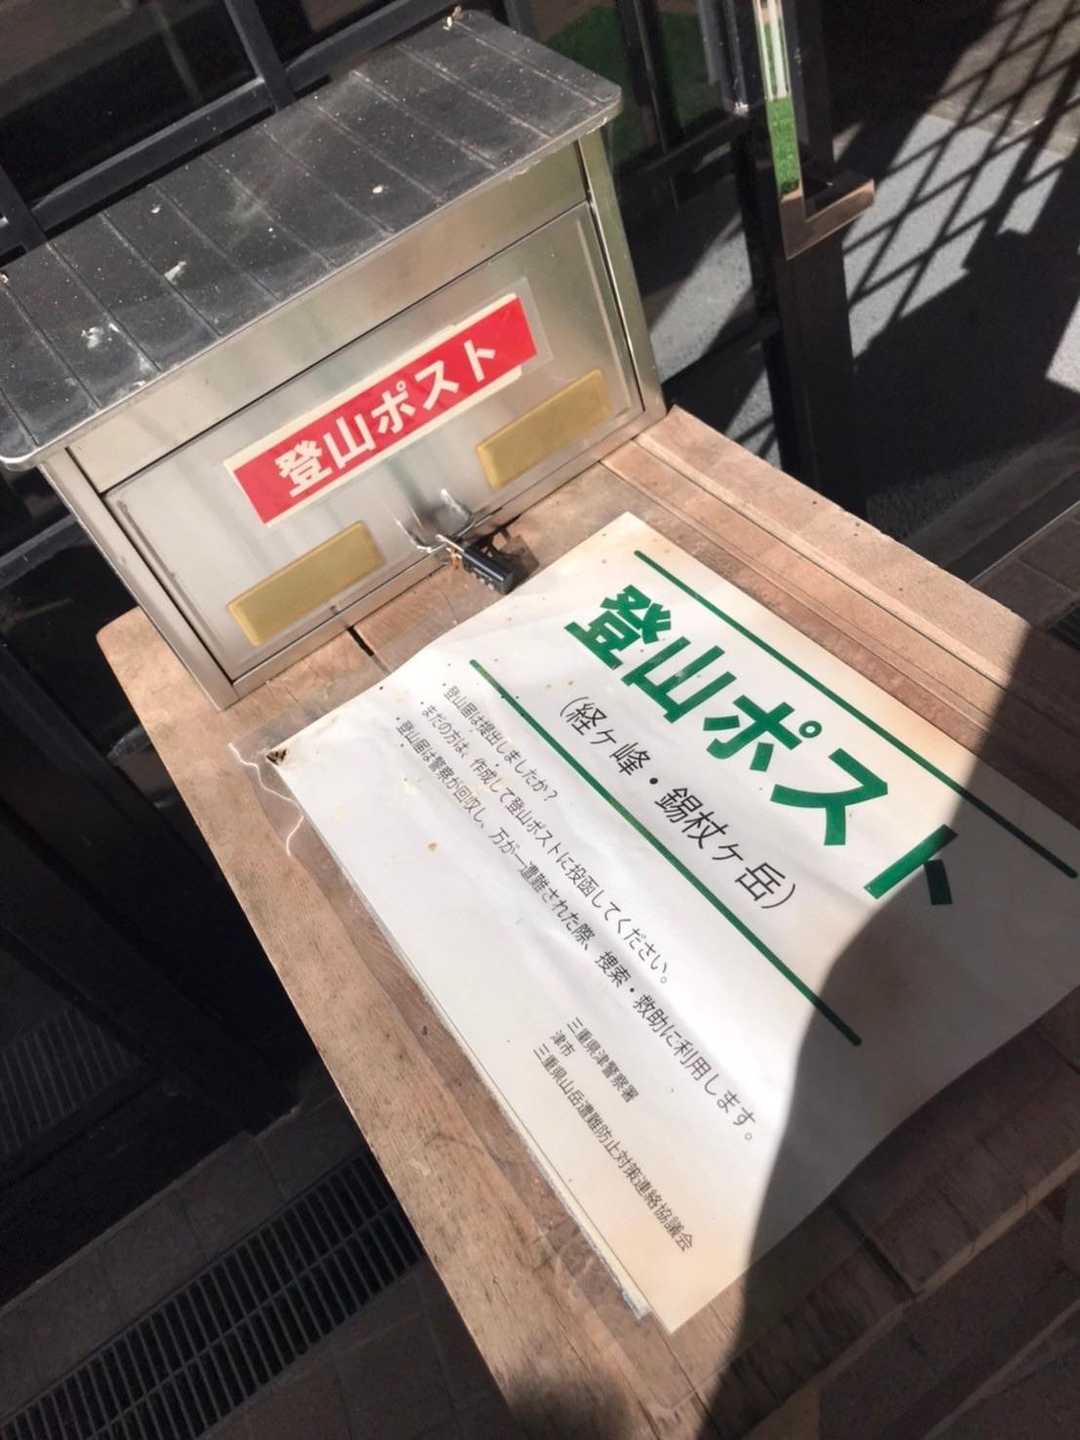 登山ポスト
登山ポスト
(経ヶ峰・錫杖ヶ岳)
・登山届は提出しましたか？
・まだの方は、作成して登山ポストに投函してください。
・登山届は警察が回収し、万が一遭難された際、捜索・救助に利用します。
三重県津警察署
津市
三重県山岳遭難防止対策連絡協議会